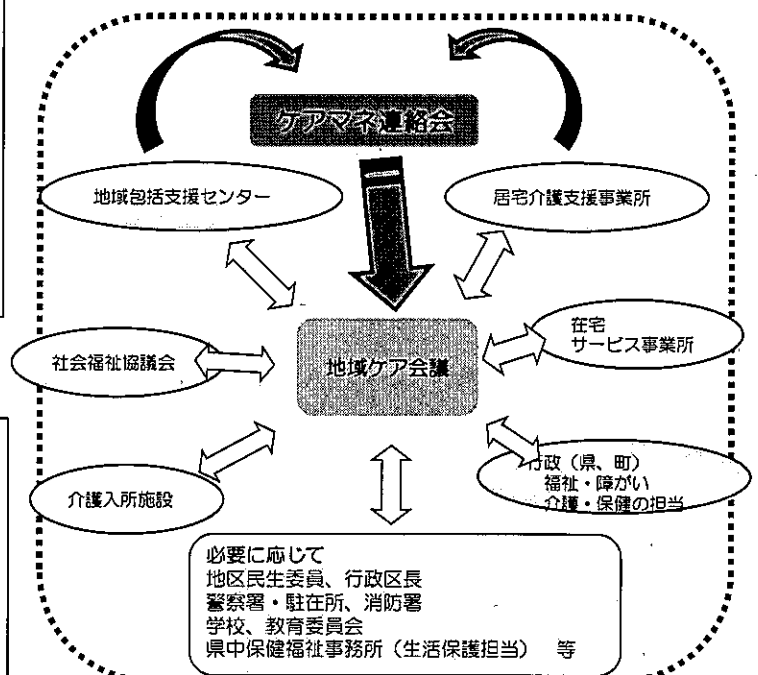 ケアマネ連絡会
地域包括支援センター
居宅介護支援事業所
地域ケア会議
在宅
サービス事業所
社会福祉協議会
行政（県、町）
福祉・障がい
介護・保健の担当
介護入所施設
必要に応じて
地区民生委員、行政区長
警察署・駐在所、消防署
学校、教育委員会
県中保健福祉事務所（生活保護担当）　等